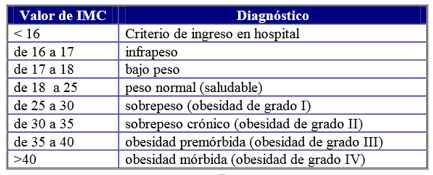 Valor de IMC Diagnóstico
< 16 Criterio de ingreso en hospital
de 16 a 17 infrapeso
de 17 a 18 bajo peso
de 18 a 25 peso normal (saludable)
de 25 a 30 sobrepeso (obesidad de grado I)
de 30 a 35 sobrepeso crónico (obesidad de grado II)
de 35 a 40 obesidad premórbida (obesidad de grado III)
>40 obesidad mórbida (obesidad de grado IV)